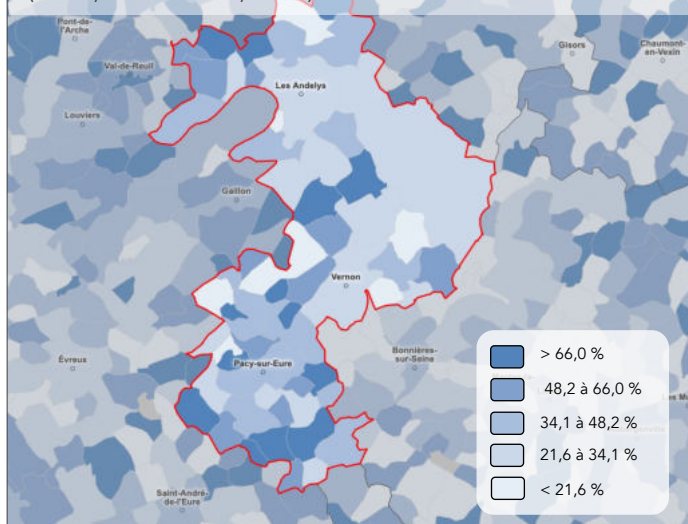 Pont-de-
l'Arche
Gisors
Chaumont-
en-Vexin
Val-de-Reuil
Les Andelys
Louviers
Gaillon
Vernon
Évreux
Pacy-sur-Eure
Bonnières-
sur-Seine
Saint-André-
de-l'Eure
> 66,0 %
48,2 à 66,0 %
34,1 à 48,2 %
21,6 à 34,1 %
< 21,6 %